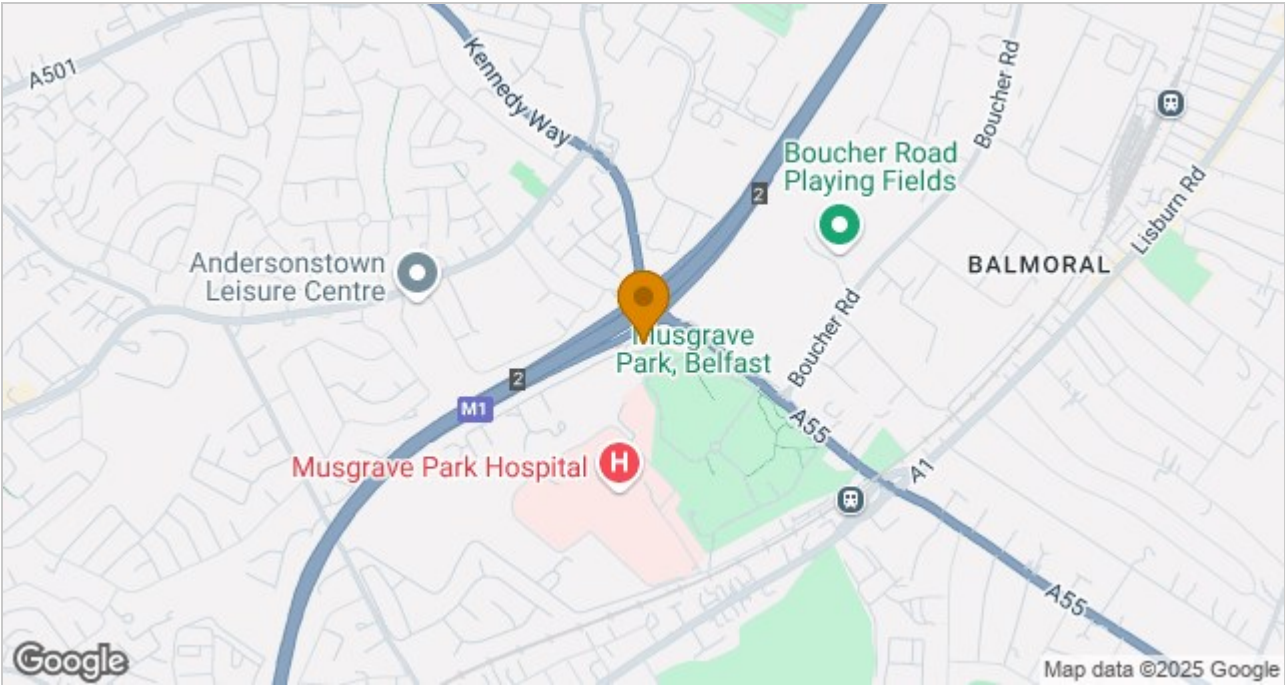 A501
Kennedy Way
Boucher Rd
Boucher Road
Playing Fields
2
Lisburn Rd
BALMORAL
Andersonstown
Leisure Centre
Boucher Rd
Musgrave
Park, Belfast
2
M1
A55
Musgrave Park Hospital
H
A1
A55
Google
Map data ©2025 Google